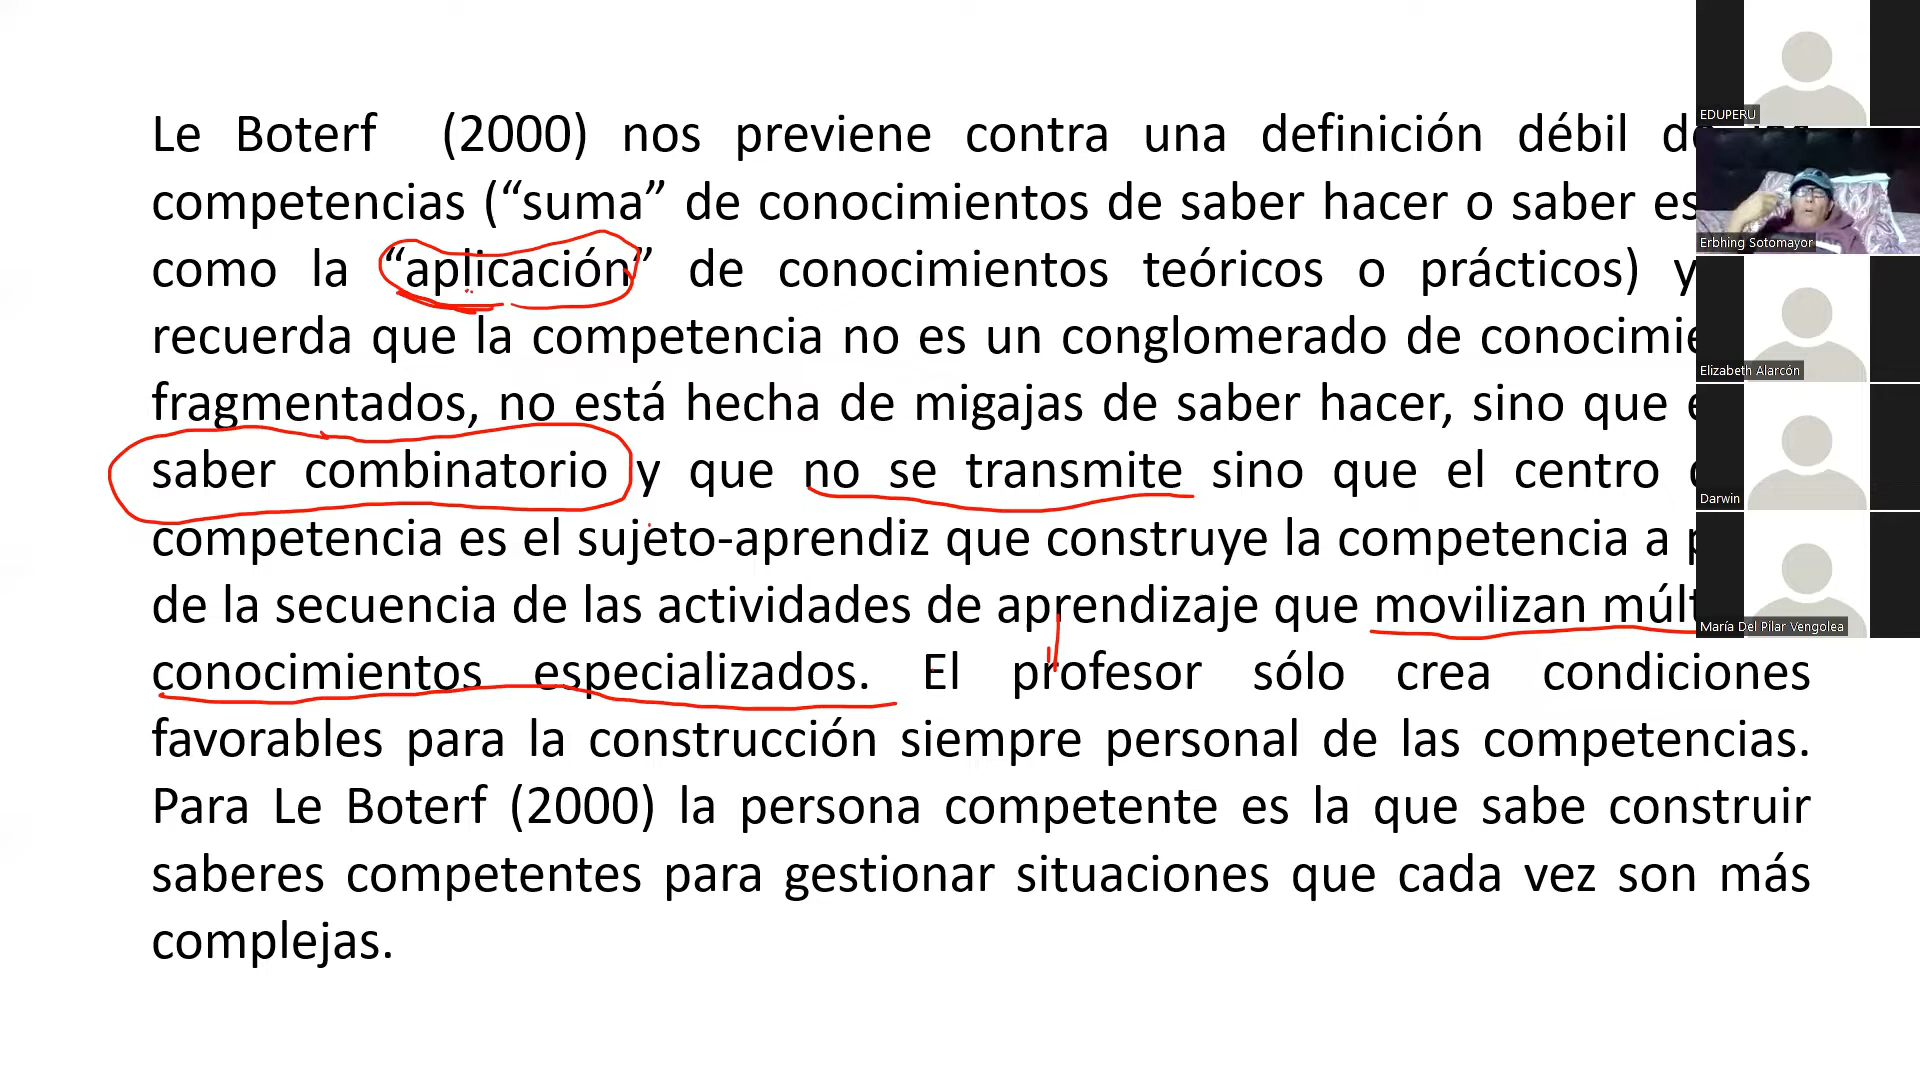 Le Boterf (2000) nos previene contra una definición débil
competencias (“suma” de conocimientos de saber hacer o saber
como la “aplicación” de conocimientos teóricos o prácticos) y
recuerda que la competencia no es un conglomerado de
fragmentados, no está hecha de migajas de saber hacer, sino que
saber combinatorio y que no se transmite sino que el centro
competencia es el sujeto-aprendiz que construye la competencia a
de la secuencia de las actividades de aprendizaje que movilizan
conocimientos especializados. El profesor sólo crea condiciones
favorables para la construcción siempre personal de las competencias.
Para Le Boterf (2000) la persona competente es la que sabe construir
saberes competentes para gestionar situaciones que cada vez son más
complejas.
EDUPERU
Erbhing Sotomayor
Elizabeth Alarcón
Darwin
María Del Pilar Vengolea